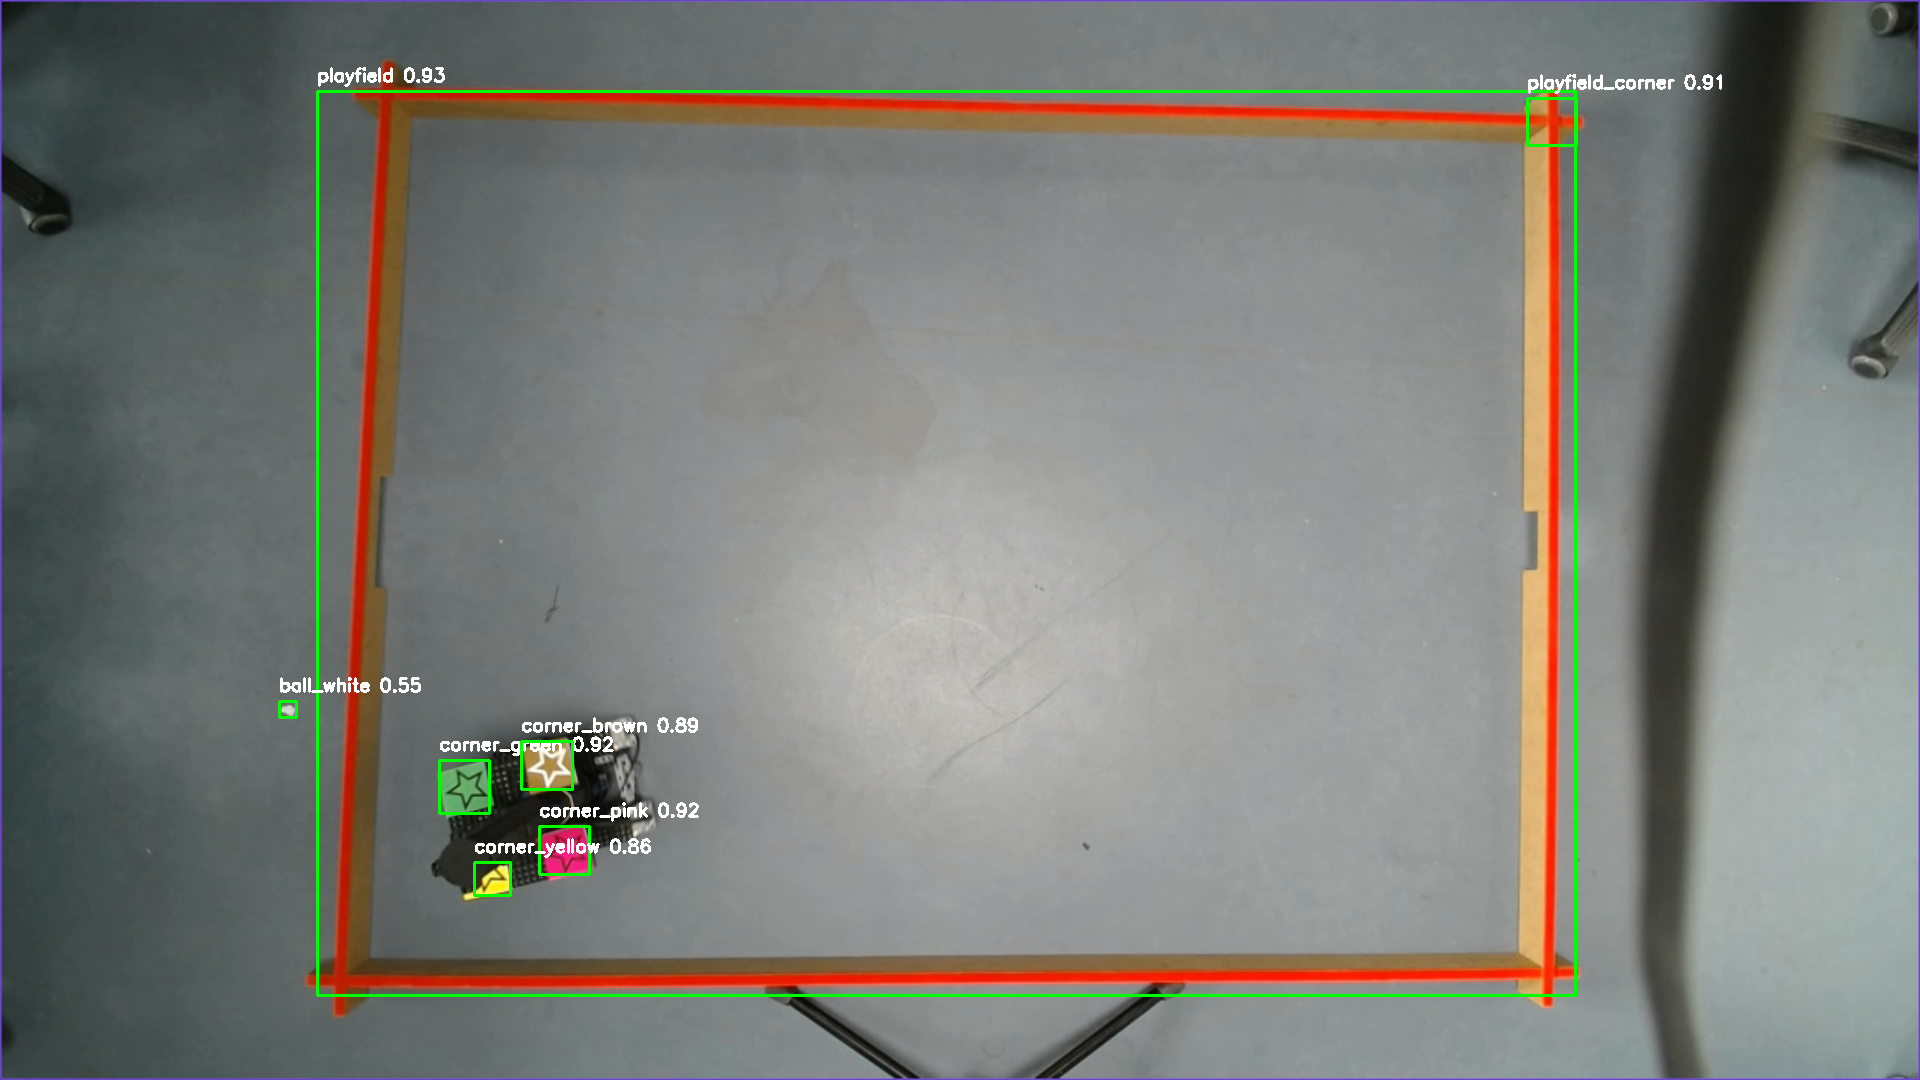 playfield 0.93
playfield_corner 0.91
ball_white 0.55
corner_brown 0.89
corner_green 0.92
corner_pink 0.92
corner_yellow 0.86